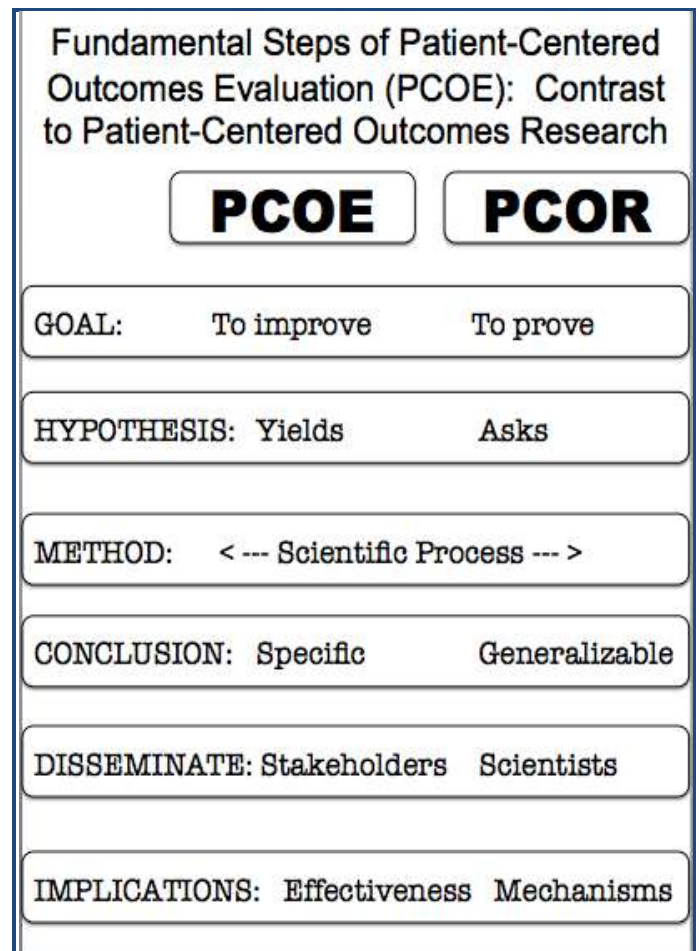 Fundamental Steps of Patient-Centered
Outcomes Evaluation (PCOE): Contrast
to Patient-Centered Outcomes Research
PCOE PCOR
GOAL: To improve To prove
HYPOTHESIS: Yields Asks
METHOD: < --- Scientific Process --- >
CONCLUSION: Specific Generalizable
DISSEMINATE: Stakeholders Scientists
IMPLICATIONS: Effectiveness Mechanisms